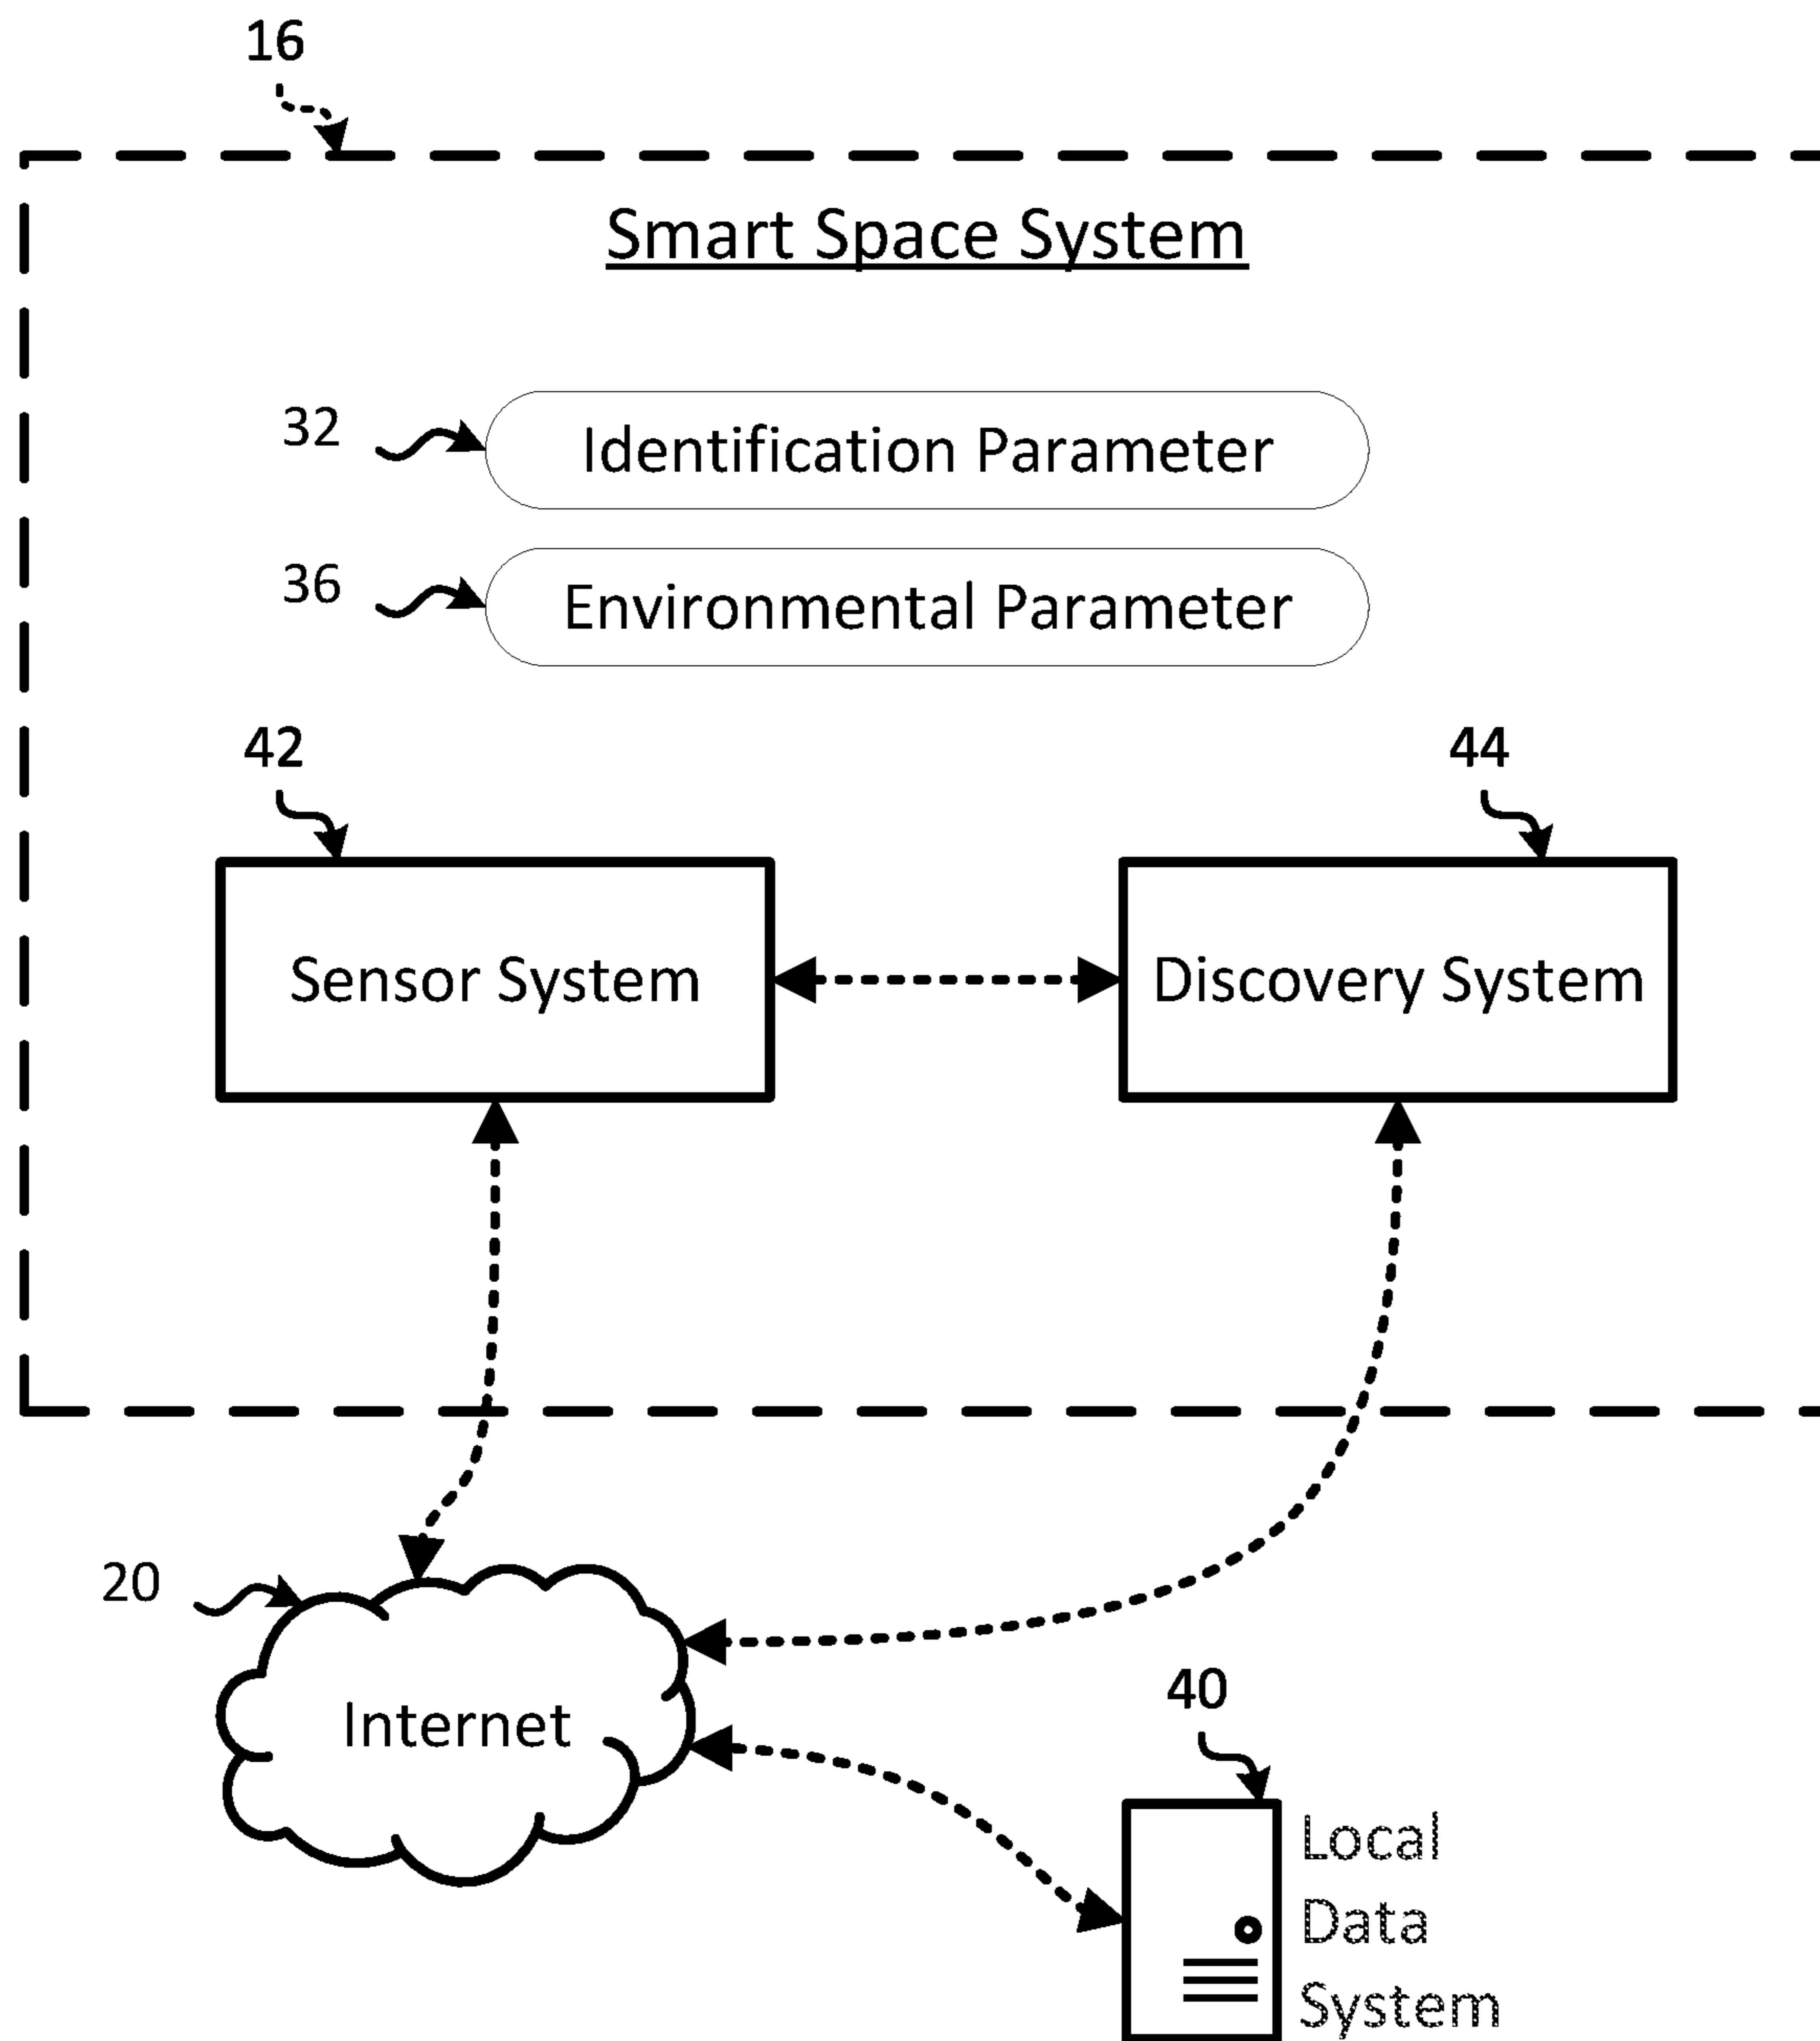 16
Smart Space System
32
Identification Parameter
36
Environmental Parameter
42
44
Sensor System
Discovery System
20
Internet
40
Local
Data
System